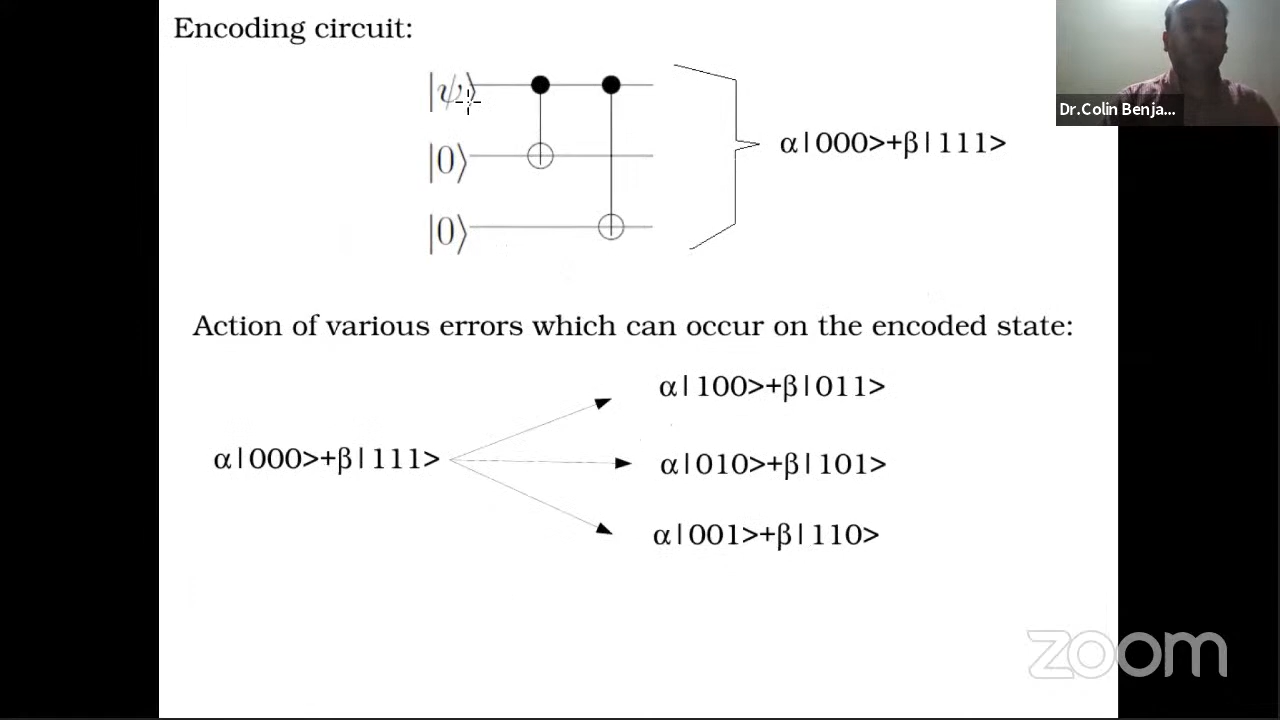 Encoding circuit:
|ψ⟩
|0⟩
|0⟩
α|000>+β|111>
Dr.Colin Benja...
Action of various errors which can occur on the encoded state:
α|100>+β|011>
α|000>+β|111>
α|010>+β|101>
α|001>+β|110>
zoom